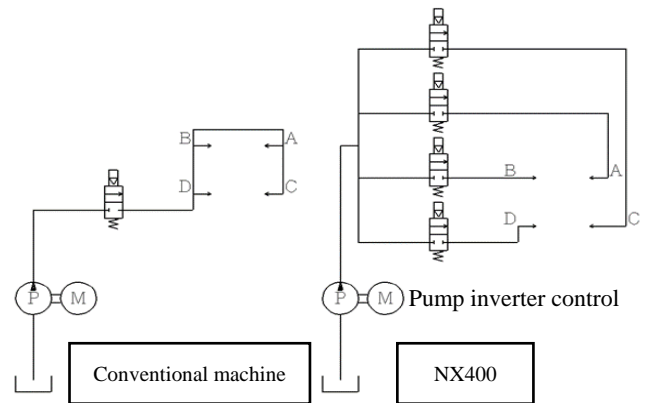 B A
D C
P M
Conventional machine
B A
D C
P M Pump inverter control
NX400